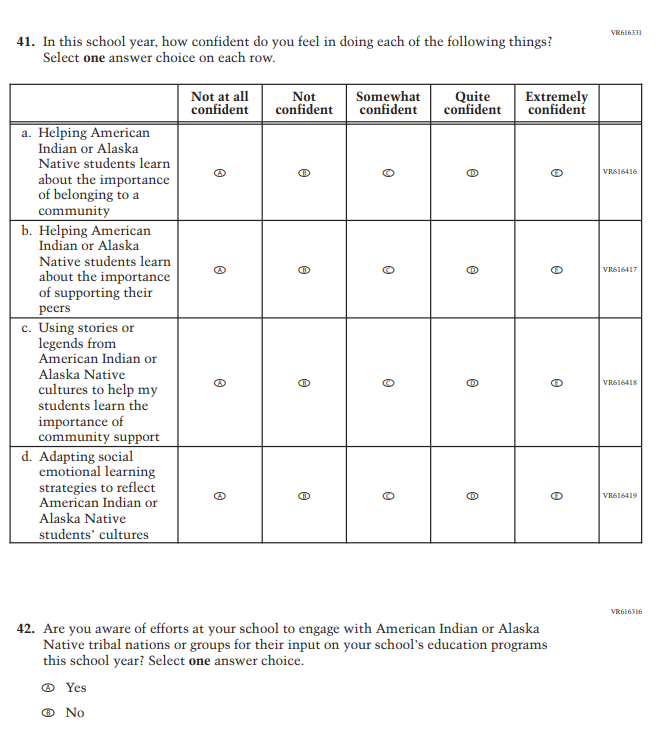 VR616331
41. In this school year, how confident do you feel in doing each of the following things?
Select one answer choice on each row.
Not at all confident
Not confident
Somewhat confident
Quite confident
Extremely confident
a. Helping American
Indian or Alaska
Native students learn
about the importance
of belonging to a
community
A B C D E VR616416
b. Helping American
Indian or Alaska
Native students learn
about the importance
of supporting their
peers
A B C D E VR616417
c. Using stories or
legends from
American Indian or
Alaska Native
cultures to help my
students learn the
importance of
community support
A B C D E VR616418
d. Adapting social
emotional learning
strategies to reflect
American Indian or
Alaska Native
students' cultures
A B C D E VR616419
VR616316
42. Are you aware of efforts at your school to engage with American Indian or Alaska
Native tribal nations or groups for their input on your school's education programs
this school year? Select one answer choice.
A Yes
B No